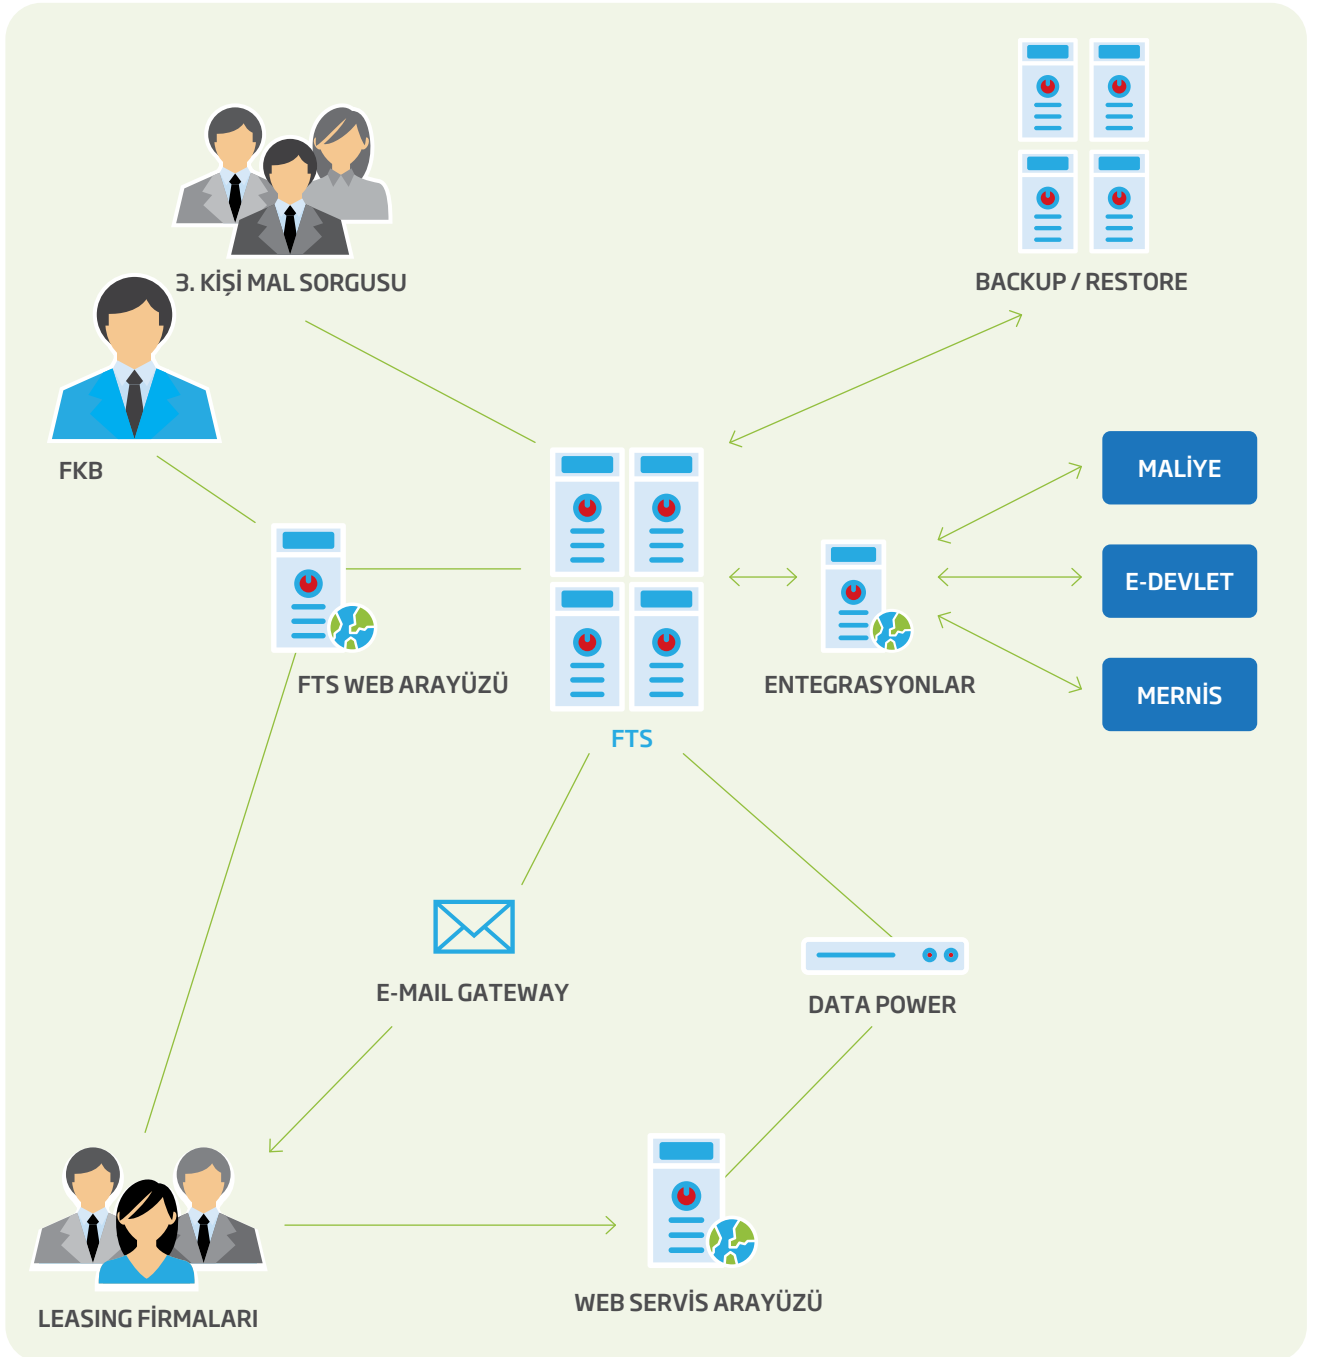 3. KİŞİ MAL SORGUSU
BACKUP / RESTORE
FKB
MALİYE
E-DEVLET
MERNİS
FTS WEB ARAYÜZÜ
ENTEGRASYONLAR
FTS
E-MAIL GATEWAY
DATA POWER
WEB SERVİS ARAYÜZÜ
LEASING FİRMALARI